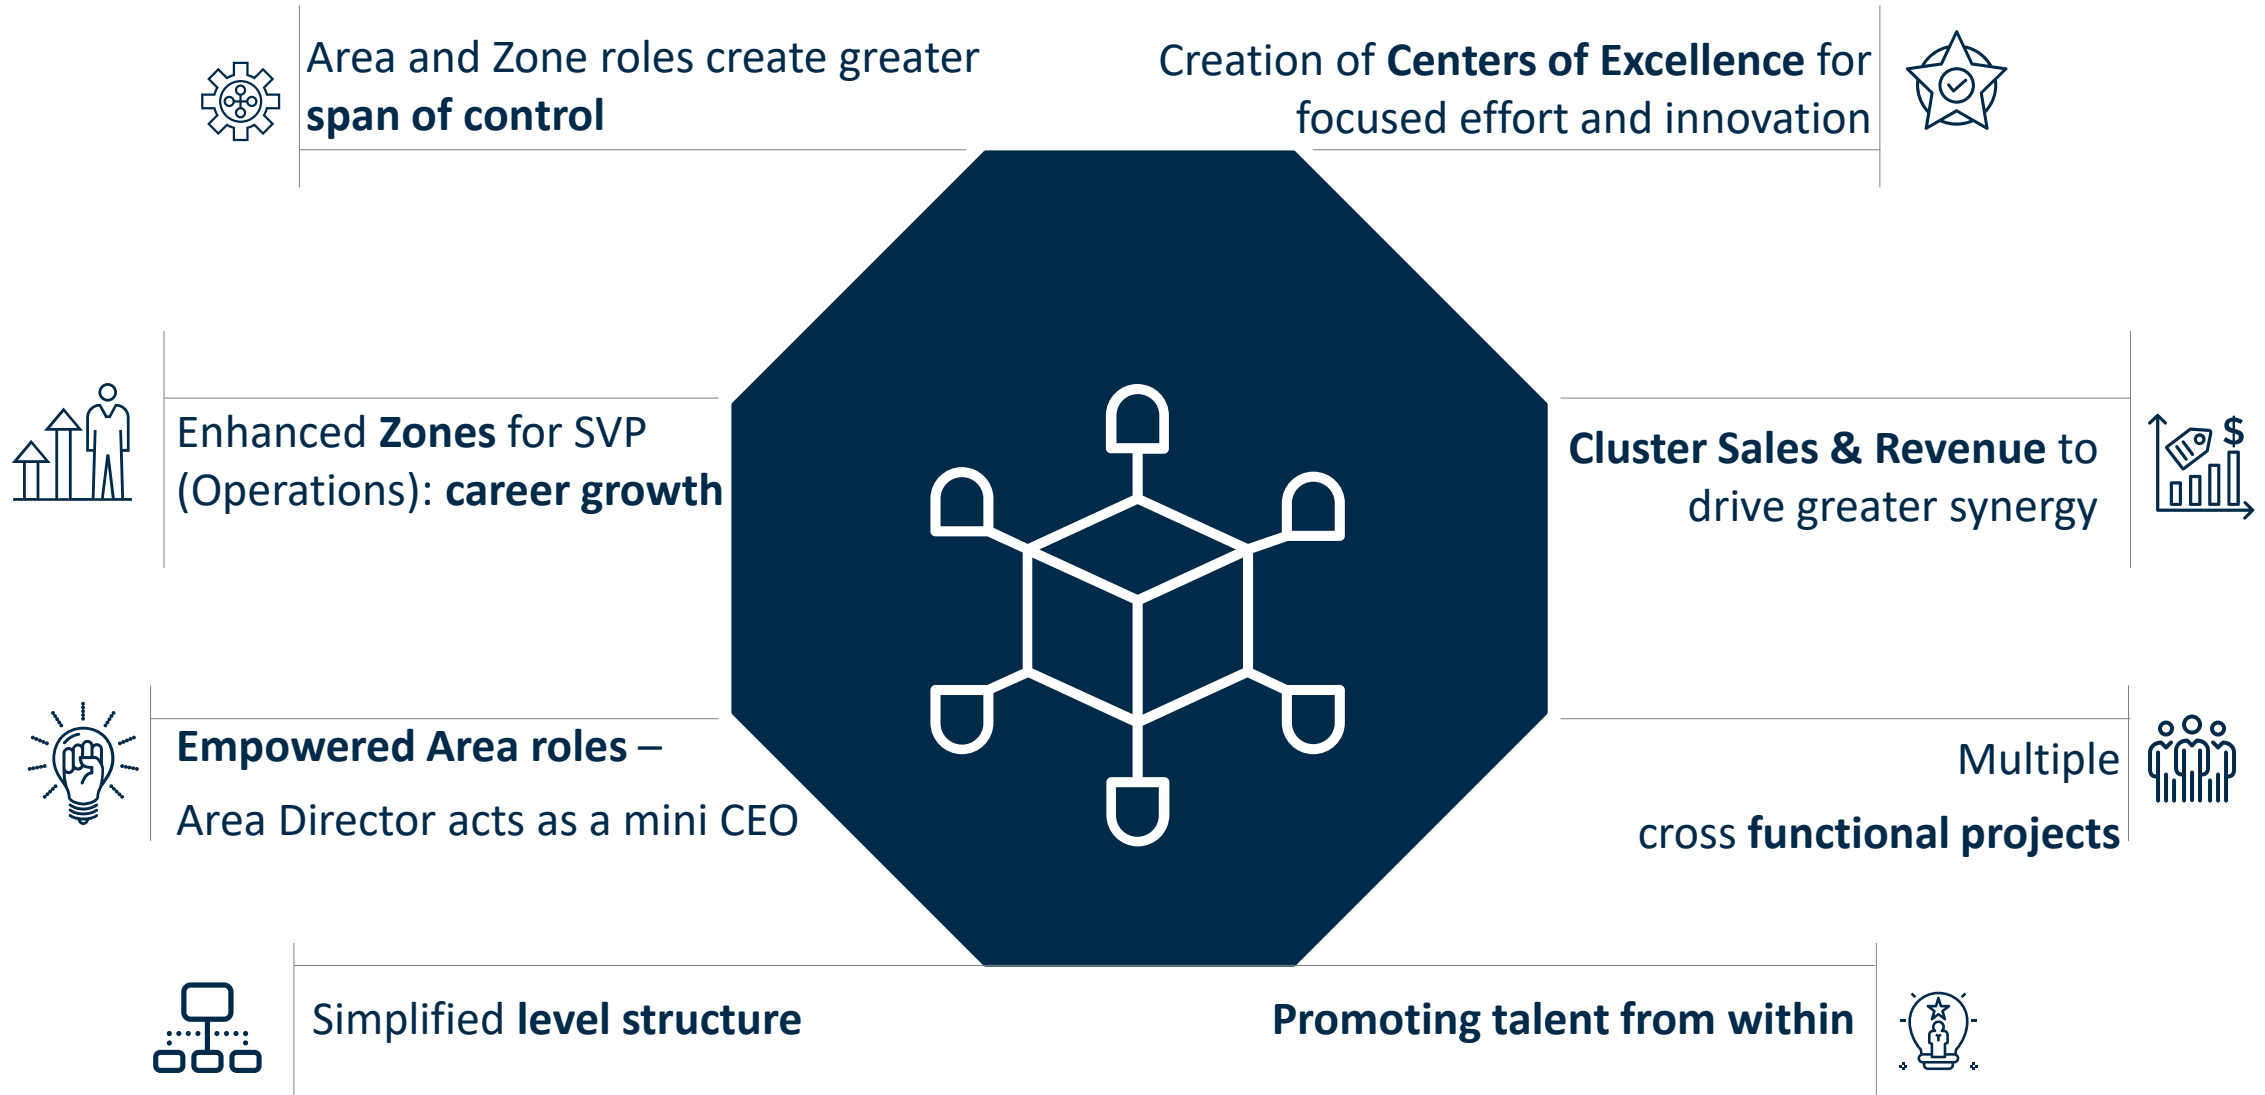 Area and Zone roles create greater
span of control
Creation of Centers of Excellence for
focused effort and innovation
Enhanced Zones for SVP
(Operations): career growth
Cluster Sales & Revenue to
drive greater synergy
$
Empowered Area roles –
Area Director acts as a mini CEO
Multiple
cross functional projects
Simplified level structure
Promoting talent from within